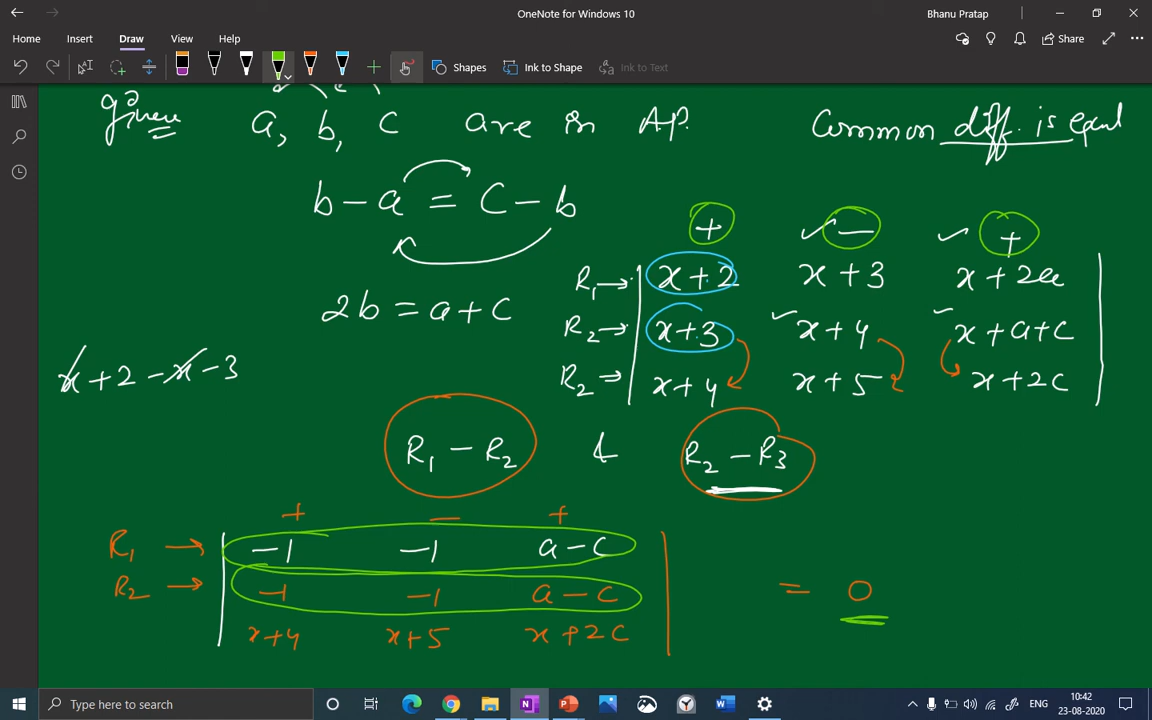 OneNote for Windows 10
Bhanu Pratap
Home Insert Draw View Help
Share
Shapes Ink to Shape Ink to Text
given a, b, c are in AP. Common diff. is equal
b - a = c - b
+ ✓ - ✓ +
R1 → x+2 x+3 x+2a
2b = a+c
R2 → x+3 ✓ x+4 ✓ x+a+c
x+2-x-3
R2 → x+4 x+5 x+2c
R1 - R2 & R2 - R3
+ - +
R1 → -1 -1 a-c
R2 → -1 -1 a-c = 0
x+4 x+5 x+2c
Type here to search
ENG
10:42
23-08-2020